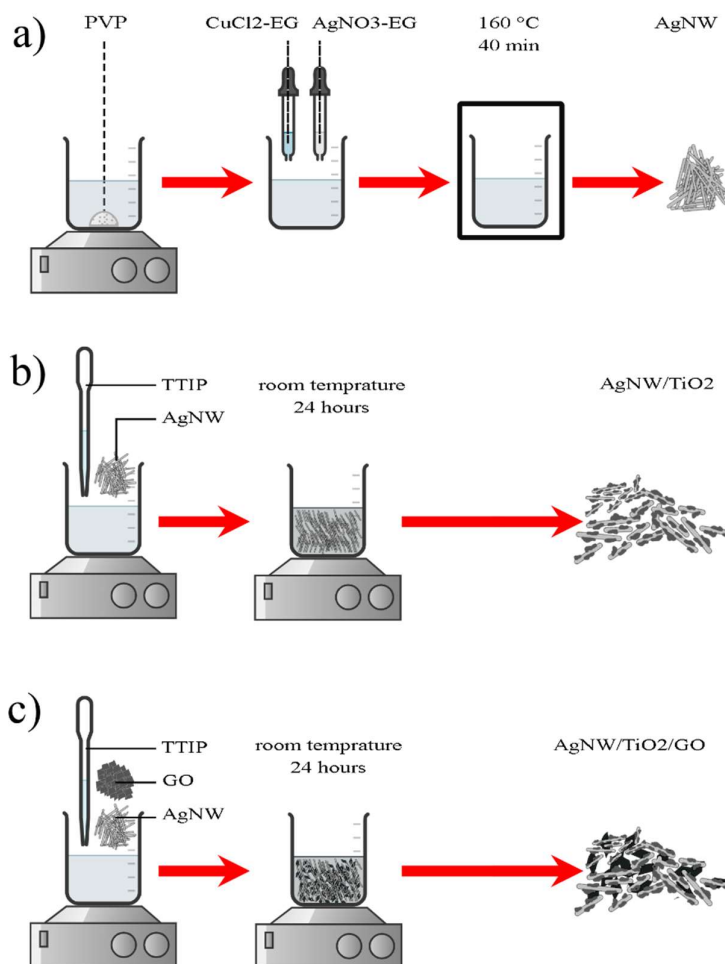 a)
PVP
CuCl2-EG
AgNO3-EG
160 °C
40 min
AgNW
b)
TTIP
AgNW
room temprature
24 hours
AgNW/TiO2
c)
TTIP
GO
AgNW
room temprature
24 hours
AgNW/TiO2/GO